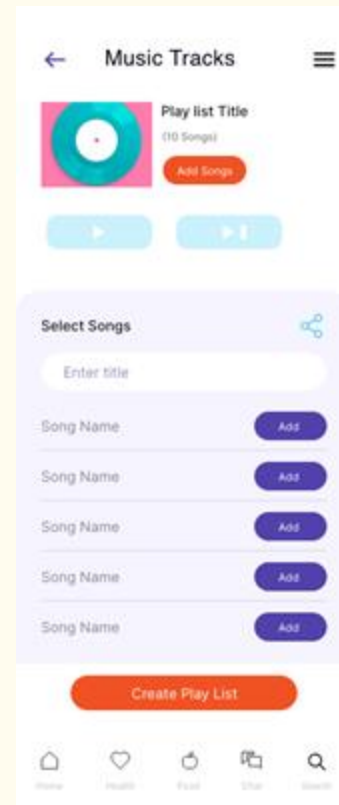 Music Tracks
Play list Title
(10 Songs)
Add Songs
Select Songs
Enter title
Song Name
Add
Song Name
Add
Song Name
Add
Song Name
Add
Song Name
Add
Create Play List
Home
Health
Food
Chat
Search